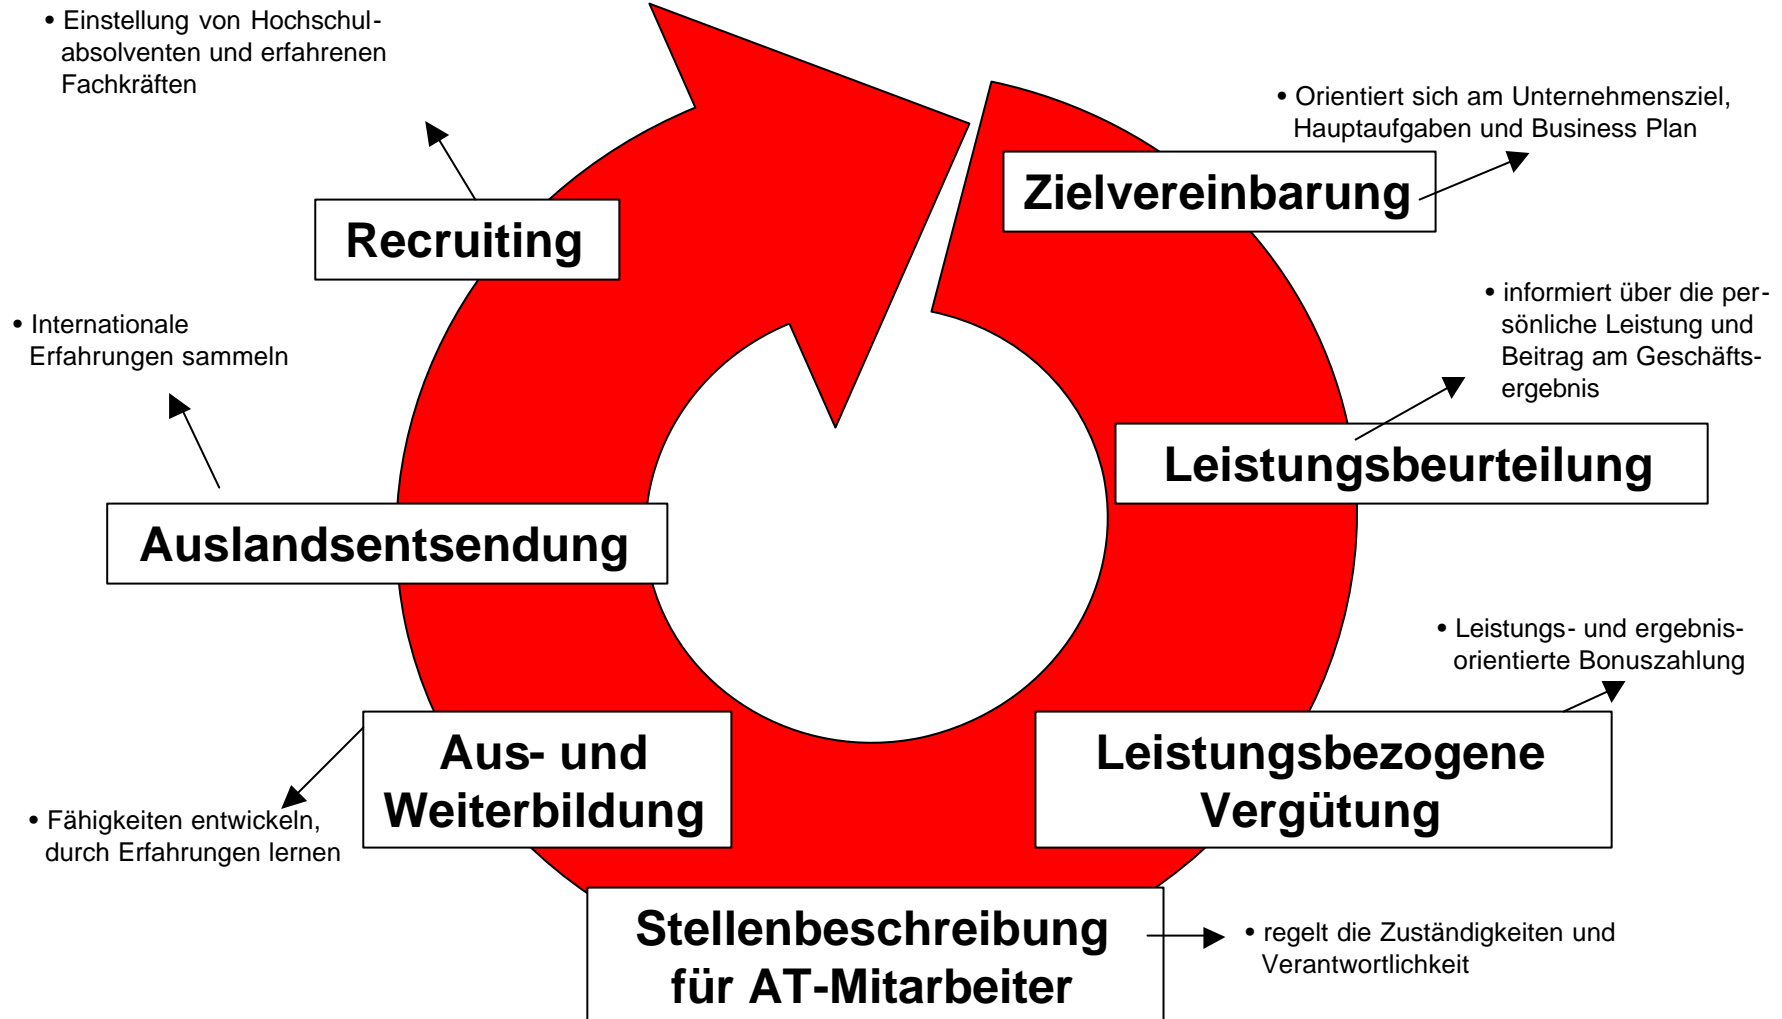 • Einstellung von Hochschul-
absolventen und erfahrenen
Fachkräften
Recruiting
• Orientiert sich am Unternehmensziel,
Hauptaufgaben und Business Plan
Zielvereinbarung
• informiert über die per-
sönliche Leistung und
Beitrag am Geschäfts-
ergebnis
Leistungsbeurteilung
• Internationale
Erfahrungen sammeln
Auslandsentsendung
• Leistungs- und ergebnis-
orientierte Bonuszahlung
Leistungsbezogene
Vergütung
Aus- und
Weiterbildung
• Fähigkeiten entwickeln,
durch Erfahrungen lernen
Stellenbeschreibung
für AT-Mitarbeiter
• regelt die Zuständigkeiten und
Verantwortlichkeit